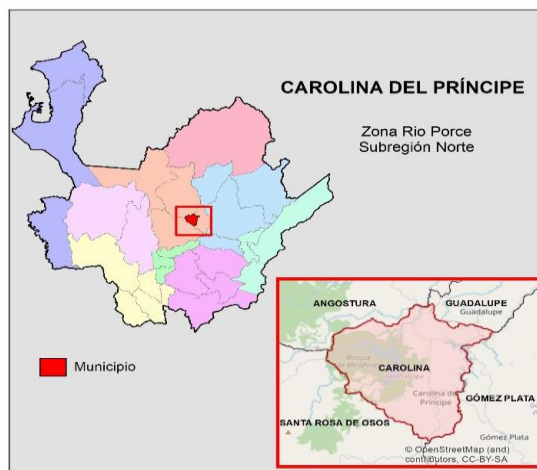 CAROLINA DEL PRÍNCIPE
Zona Rio Porce
Subregión Norte
Municipio
ANGOSTURA
GUADALUPE
Guadalupe
CAROLINA
Carolina del
Príncipe
GÓMEZ PLATA
SANTA ROSA DE OSOS
Gómez Plata
© OpenStreetMap (and)
contributors, CC-BY-SA